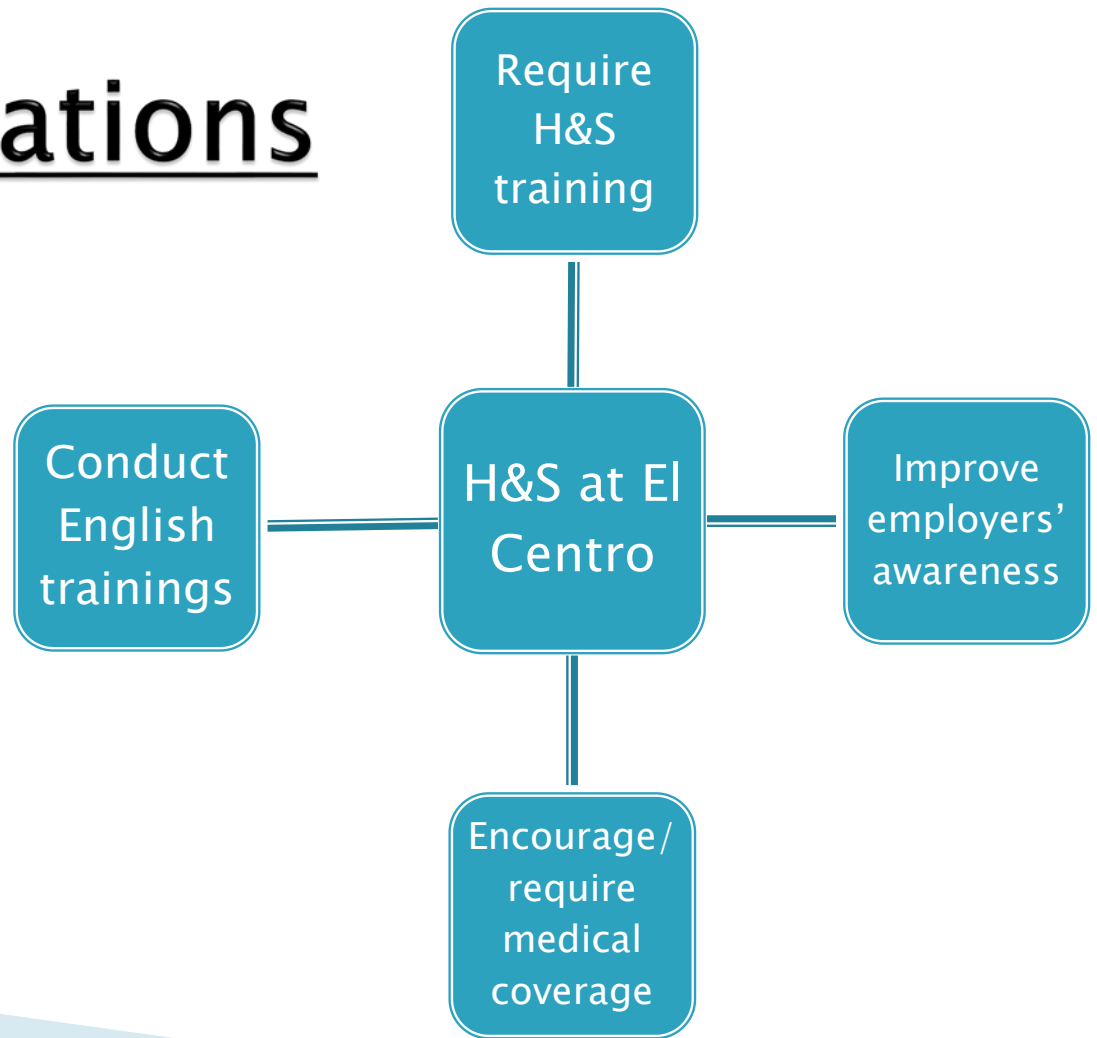 ations
Require
H&S
training
Conduct
English
trainings
H&S at El
Centro
Improve
employers’
awareness
Encourage/
require
medical
coverage